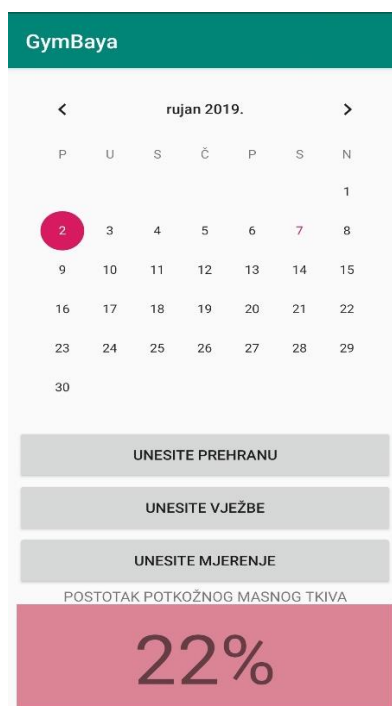 GymBaya
< rujan 2019. >
P U S Č P S N
1
2 3 4 5 6 7 8
9 10 11 12 13 14 15
16 17 18 19 20 21 22
23 24 25 26 27 28 29
30
UNESITE PREHRANU
UNESITE VJEŽBE
UNESITE MJERENJE
POSTOTAK POTKOŽNOG MASNOG TKIVA
22%